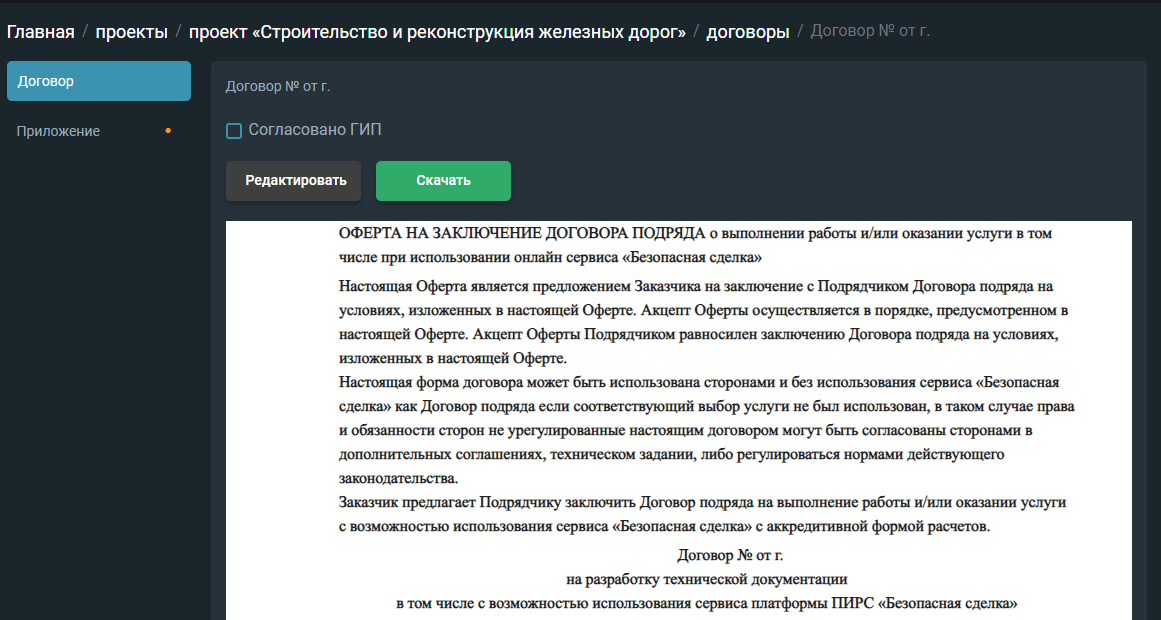 Главная / проекты / проект «Строительство и реконструкция железных дорог» / договоры / Договор № от г.
Договор
Приложение
Договор № от г.
Согласовано ГИП
Редактировать
Скачать
ОФЕРТА НА ЗАКЛЮЧЕНИЕ ДОГОВОРА ПОДРЯДА о выполнении работы и/или оказании услуги в том
числе при использовании онлайн сервиса «Безопасная сделка»
Настоящая Оферта является предложением Заказчика на заключение с Подрядчиком Договора подряда на
условиях, изложенных в настоящей Оферте. Акцепт Оферты осуществляется в порядке, предусмотренном в
настоящей Оферте. Акцепт Оферты Подрядчиком равносилен заключению Договора подряда на условиях,
изложенных в настоящей Оферте.
Настоящая форма договора может быть использована сторонами и без использования сервиса «Безопасная
сделка» как Договор подряда если соответствующий выбор услуги не был использован, в таком случае права
и обязанности сторон не урегулированные настоящим договором могут быть согласованы сторонами в
дополнительных соглашениях, техническом задании, либо регулироваться нормами действующего
законодательства.
Заказчик предлагает Подрядчику заключить Договор подряда на выполнение работы и/или оказании услуги
с возможностью использования сервиса «Безопасная сделка» с аккредитивной формой расчетов.
Договор № от г.
на разработку технической документации
в том числе с возможностью использования сервиса платформы ПИРС «Безопасная сделка»